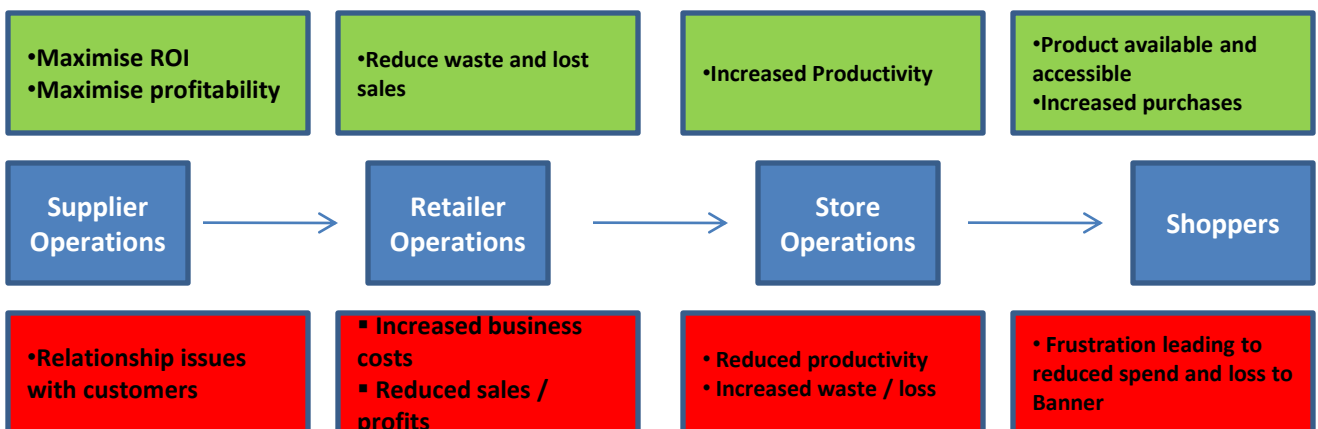 •Maximise ROI
•Maximise profitability
•Reduce waste and lost
sales
•Increased Productivity
•Product available and
accessible
•Increased purchases
Supplier
Operations
Retailer
Operations
Store
Operations
Shoppers
•Relationship issues
with customers
▪ Increased business
costs
▪ Reduced sales /
profits
• Reduced productivity
• Increased waste / loss
• Frustration leading to
reduced spend and loss to
Banner